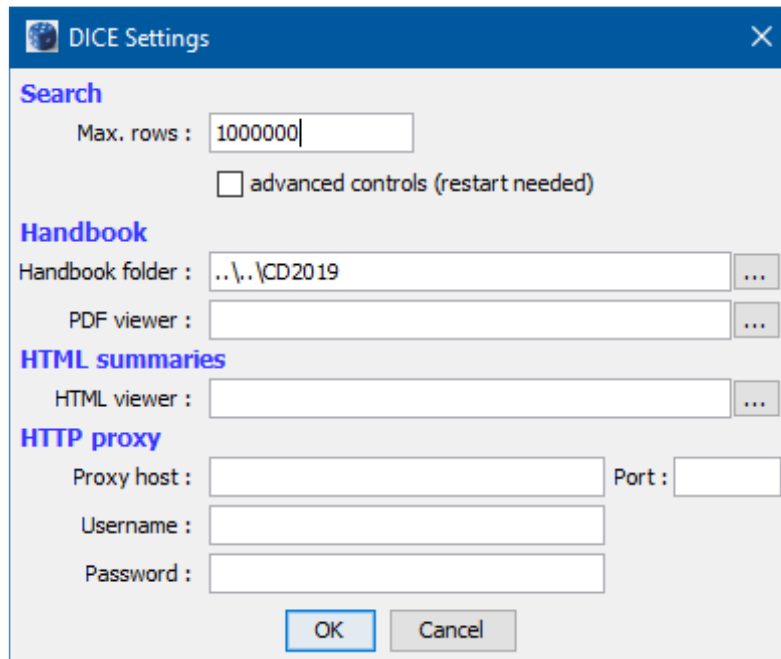 DICE Settings
Search
Max. rows : 1000000
advanced controls (restart needed)
Handbook
Handbook folder : ..\..\CD2019 ...
PDF viewer : ...
HTML summaries
HTML viewer : ...
HTTP proxy
Proxy host : Port :
Username :
Password :
OK Cancel